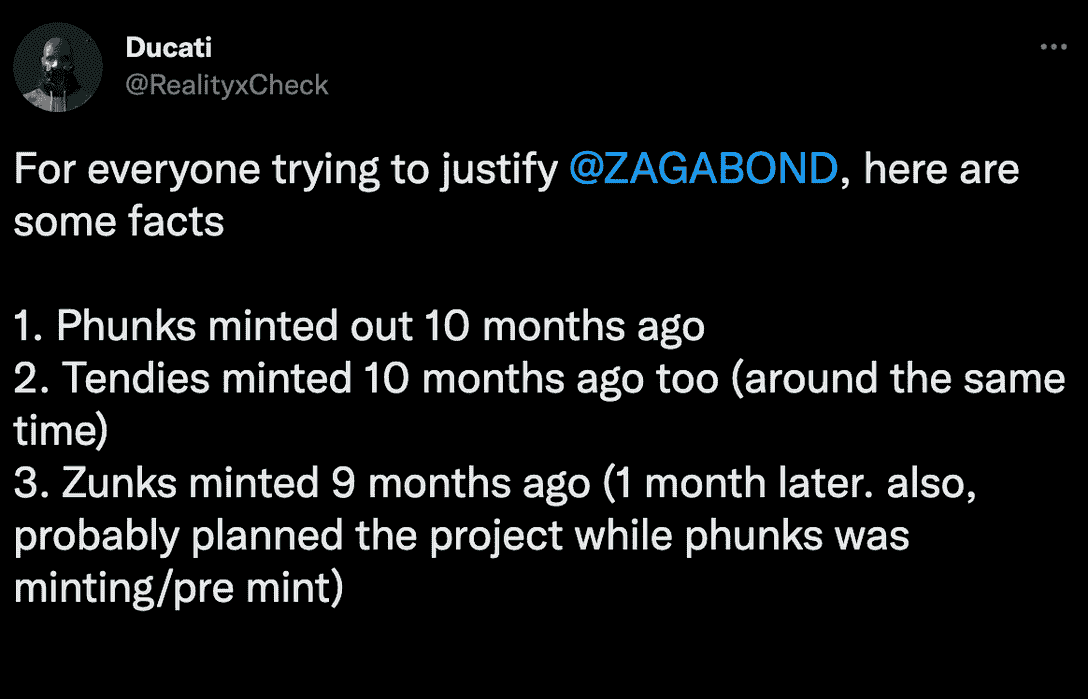 Ducati
@RealityxCheck
For everyone trying to justify @ZAGABOND, here are
some facts
1. Phunks minted out 10 months ago
2. Tendies minted 10 months ago too (around the same
time)
3. Zunks minted 9 months ago (1 month later. also,
probably planned the project while phunks was
minting/pre mint)